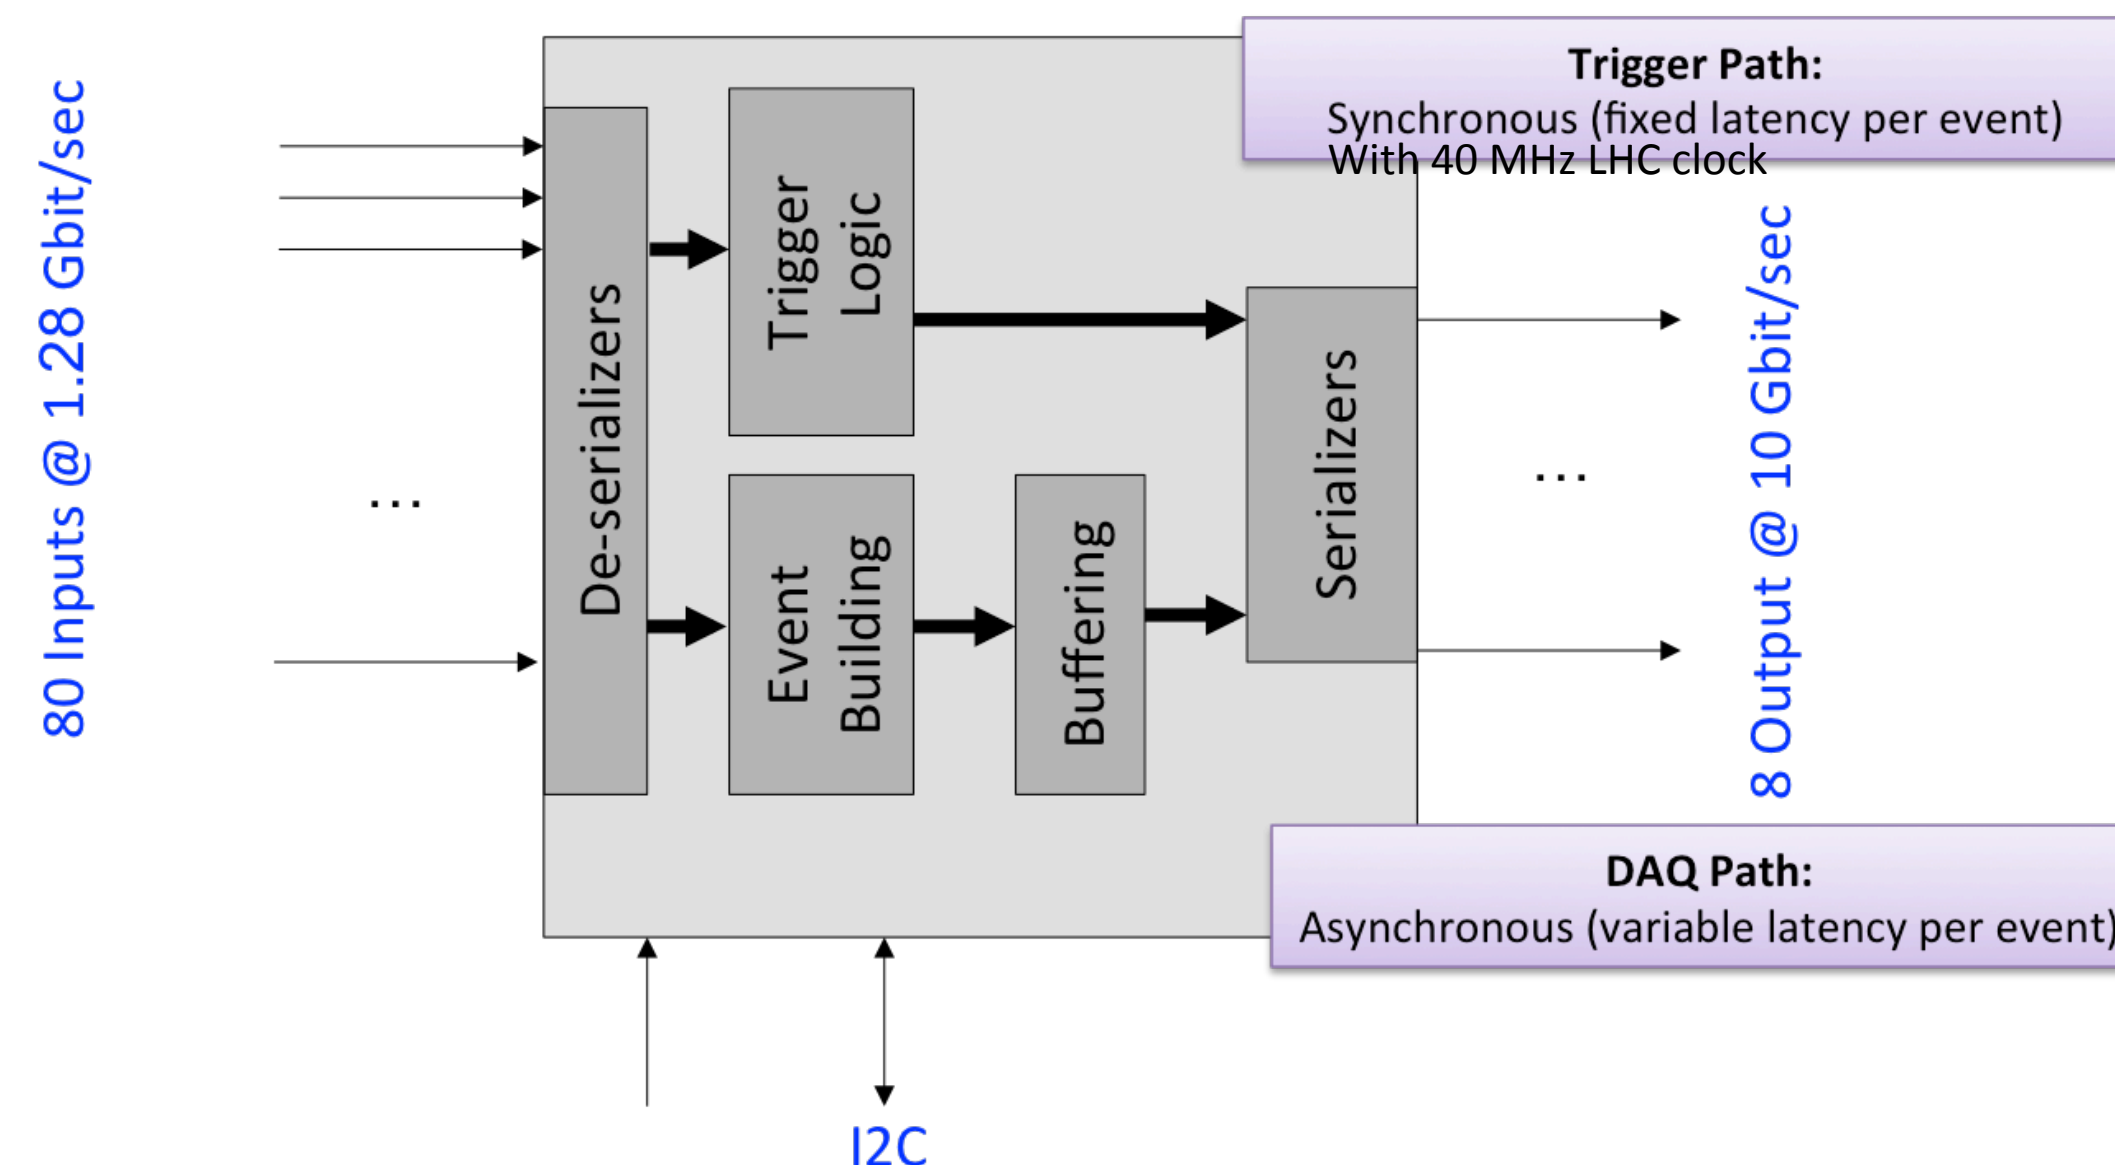 80 Inputs @ 1.28 Gbit/sec
...
De-serializers
Trigger
Logic
Event
Building
Buffering
Serializers
Trigger Path:
Synchronous (fixed latency per event)
With 40 MHz LHC clock
...
8 Output @ 10 Gbit/sec
DAQ Path:
Asynchronous (variable latency per event)
I2C